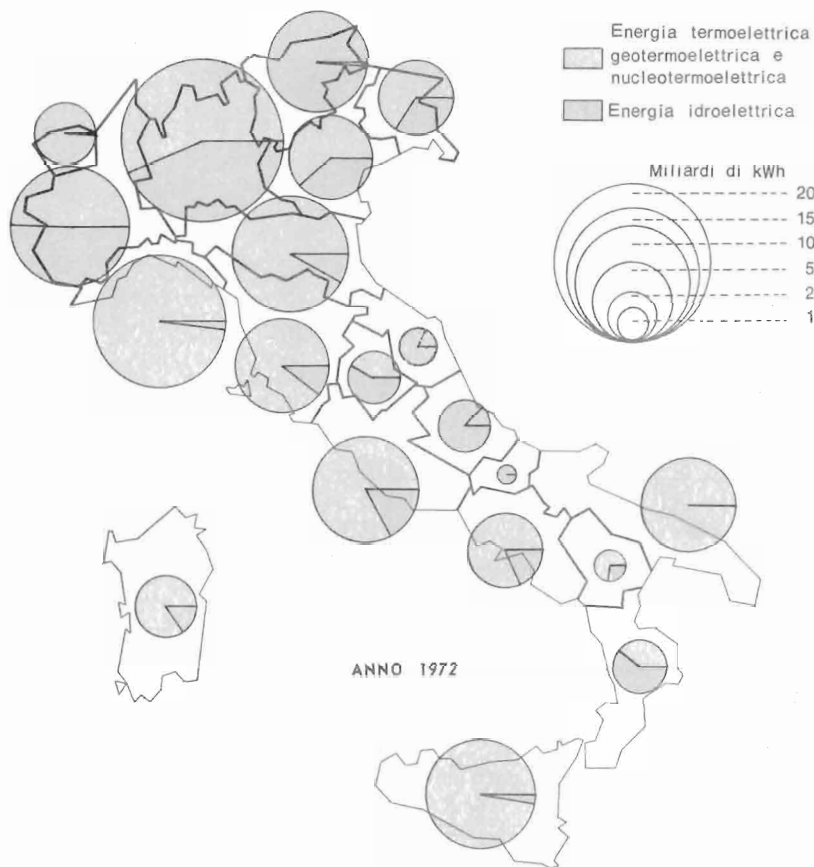 Energia termoelettrica
geotermoelettrica e
nucleotermoelettrica
Energia idroelettrica
Miliardi di kWh
20
15
10
5
2
1
ANNO 1972